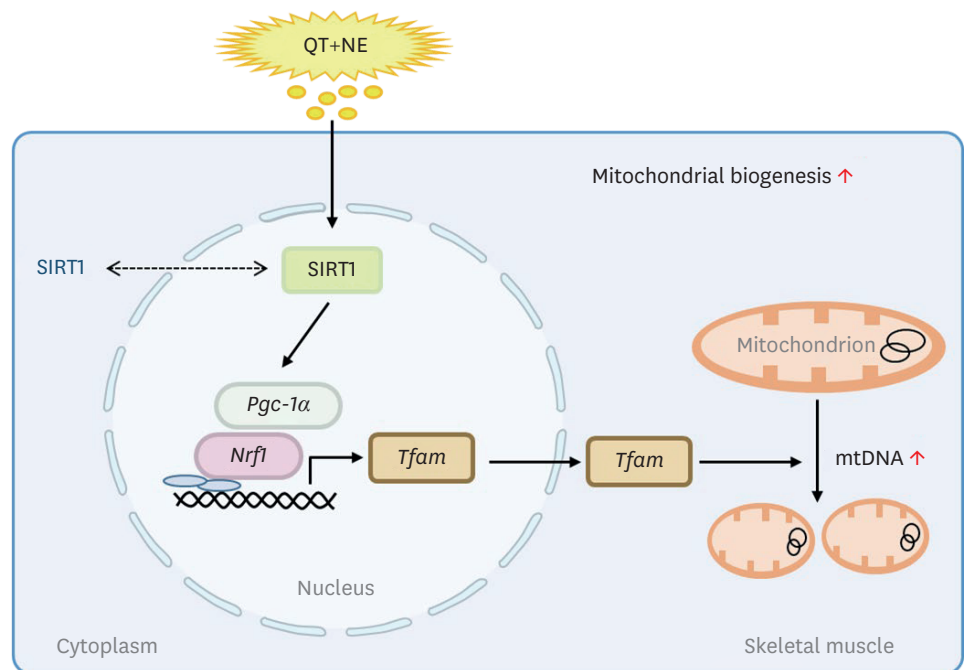 QT+NE
Mitochondrial biogenesis ↑
SIRT1
SIRT1
Mitochondrion
Pgc-1α
Nrf1
Tfam
Tfam
mtDNA ↑
Nucleus
Cytoplasm
Skeletal muscle